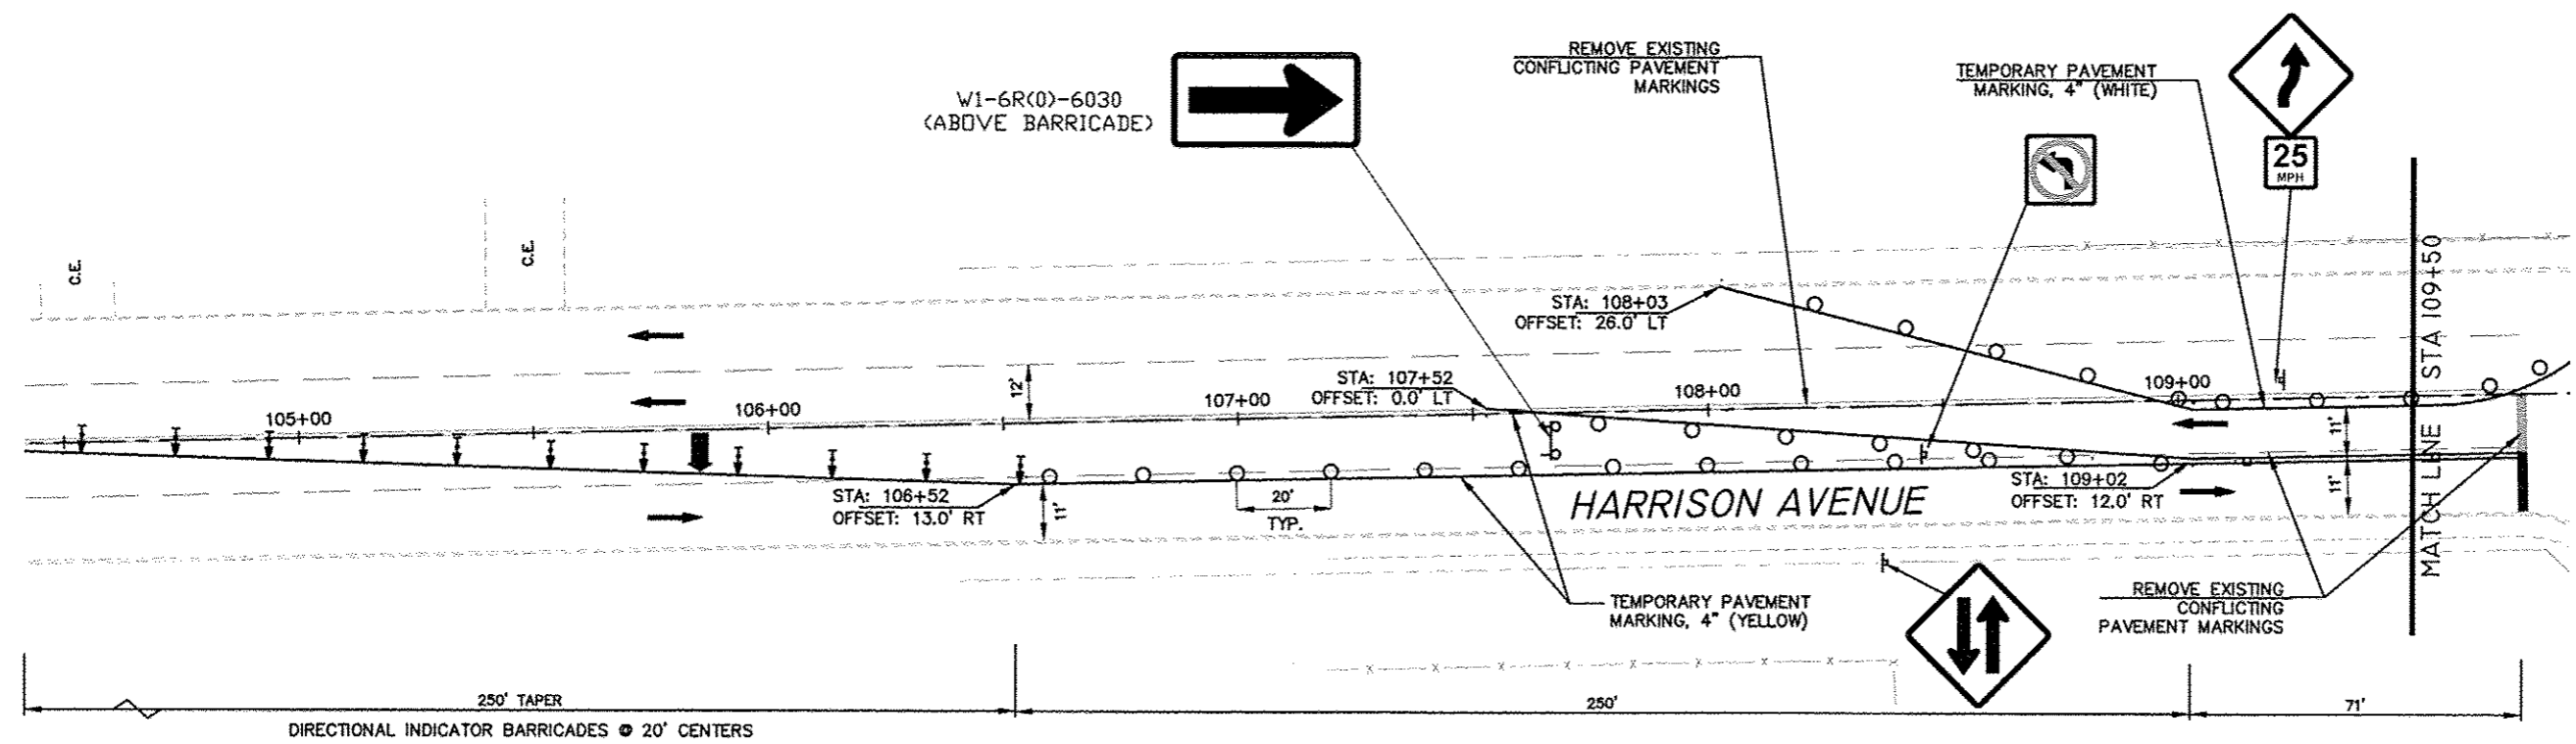 REMOVE EXISTING
CONFLICTING PAVEMENT
MARKINGS
TEMPORARY PAVEMENT
MARKING, 4" (WHITE)
W1-6R(O)-6030
(ABOVE BARRICADE)
25
MPH
C.E.
C.E.
STA: 108+03
OFFSET: 26.0' LT
STA: 107+52
OFFSET: 0.0' LT
12'
105+00
106+00
107+00
108+00
109+00
MATCH LINE STA 109+50
11'
11'
STA: 106+52
OFFSET: 13.0' RT
11'
20'
TYP.
HARRISON AVENUE
STA: 109+02
OFFSET: 12.0' RT
TEMPORARY PAVEMENT
MARKING, 4" (YELLOW)
REMOVE EXISTING
CONFLICTING
PAVEMENT MARKINGS
250' TAPER
250'
71'
DIRECTIONAL INDICATOR BARRICADES @ 20' CENTERS